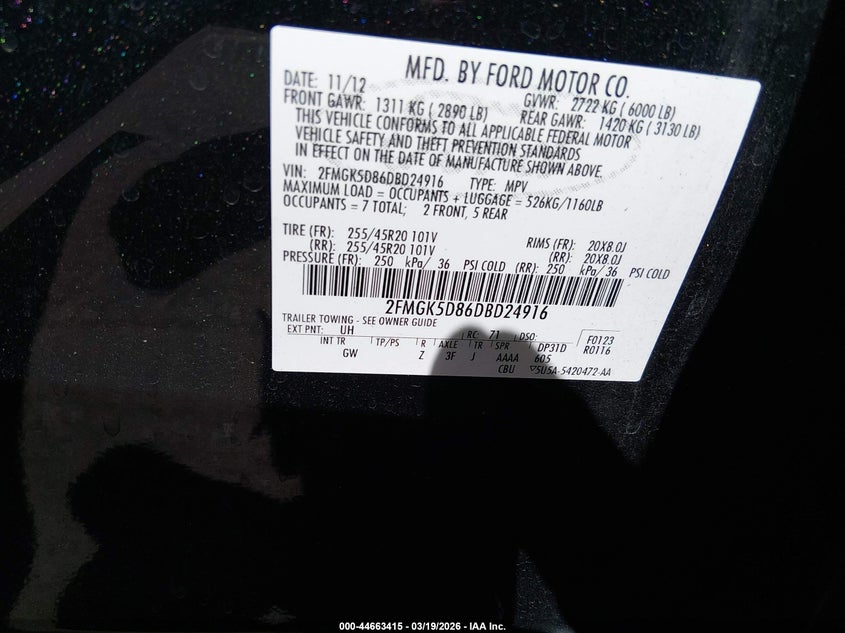 MFD. BY FORD MOTOR CO.
DATE: 11/12 GVWR: 2722 KG ( 6000 LB)
FRONT GAWR: 1311 KG ( 2890 LB) REAR GAWR: 1420 KG ( 3130 LB)
THIS VEHICLE CONFORMS TO ALL APPLICABLE FEDERAL MOTOR
VEHICLE SAFETY AND THEFT PREVENTION STANDARDS
IN EFFECT ON THE DATE OF MANUFACTURE SHOWN ABOVE.
VIN: 2FMGK5D86DBD24916 TYPE: MPV
MAXIMUM LOAD = OCCUPANTS + LUGGAGE = 526KG/1160LB
OCCUPANTS = 7 TOTAL; 2 FRONT, 5 REAR
TIRE (FR): 255/45R20 101V RIMS (FR): 20X8.0J
(RR): 255/45R20 101V (RR): 20X8.0J
PRESSURE (FR): 250 kPa/ 36 PSI COLD (RR): 250 kPa/ 36 PSI COLD
2FMGK5D86DBD24916
TRAILER TOWING - SEE OWNER GUIDE
EXT PNT: UH RC: 71 DSO: F0123
INT TR TP/PS R AXLE TR SPR DP31D R0116
GW Z 3F J AAAA 605
CBU 5U5A-5420472-AA
000-44663415 - 03/19/2026 - IAA Inc.